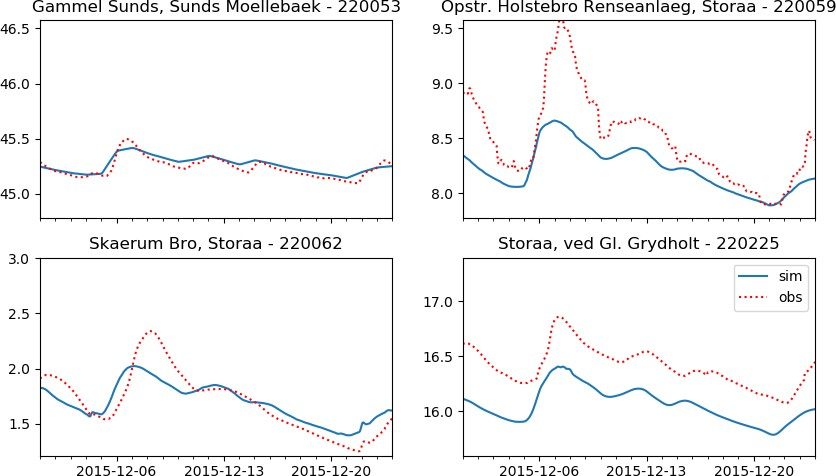 Gammel Sunds, Sunds Moellebaek - 220053
46.5
46.0
45.5
45.0
Opstr. Holstebro Renseanlaeg, Storaa - 220059
9.5
9.0
8.5
8.0
Skaerum Bro, Storaa - 220062
3.0
2.5
2.0
1.5
2015-12-06 2015-12-13 2015-12-20
Storaa, ved Gl. Grydholt - 220225
17.0
16.5
16.0
sim
obs
2015-12-06 2015-12-13 2015-12-20